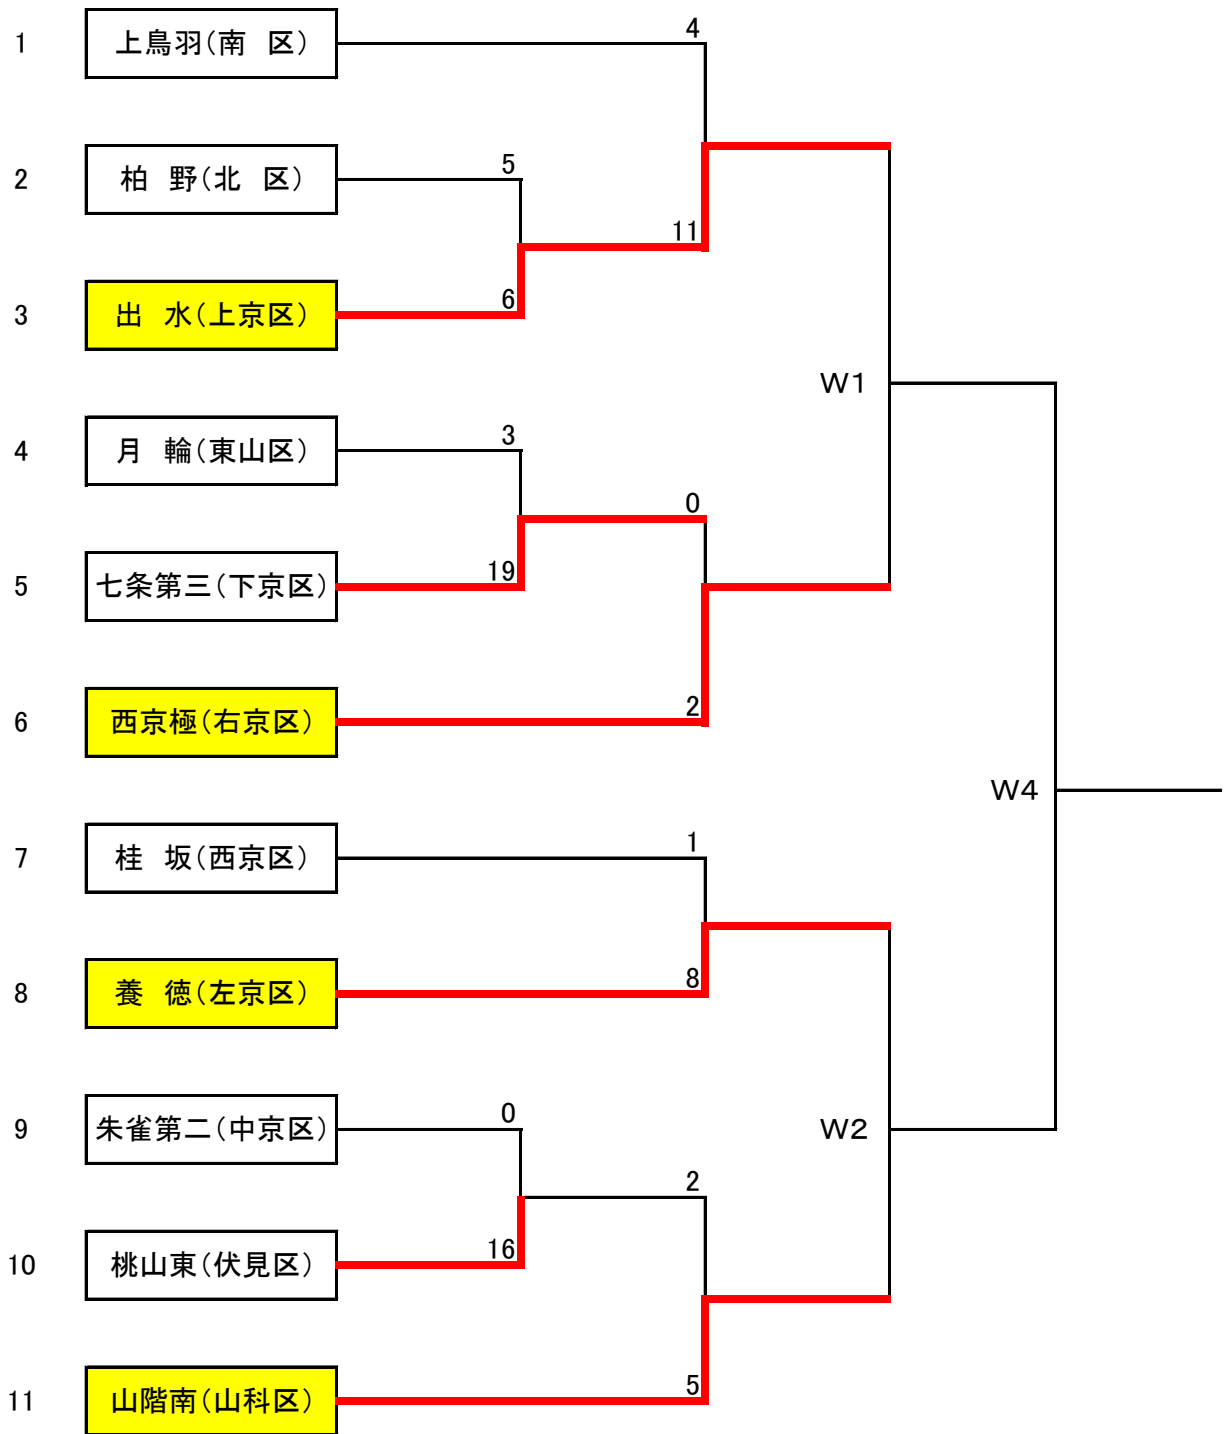 4
1 上鳥羽(南 区)
5
2 柏 野(北 区)
11
6
3 出 水(上京区)
W1
3
4 月 輪(東山区)
0
19
5 七条第三(下京区)
2
6 西京極(右京区)
W4
1
7 桂 坂(西京区)
8
8 養 徳(左京区)
0
9 朱雀第二(中京区)
W2
2
16
10 桃山東(伏見区)
5
11 山階南(山科区)